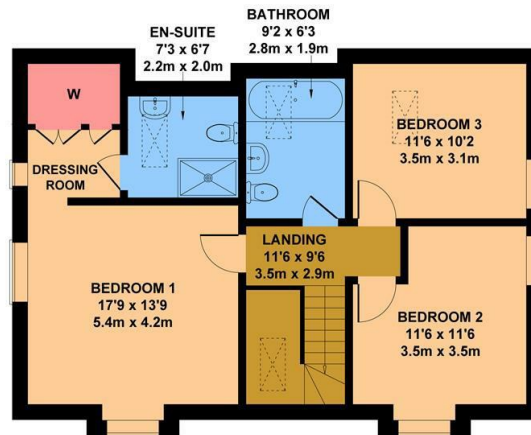 EN-SUITE
7'3 x 6'7
2.2m x 2.0m
BATHROOM
9'2 x 6'3
2.8m x 1.9m
W
DRESSING
ROOM
BEDROOM 3
11'6 x 10'2
3.5m x 3.1m
LANDING
11'6 x 9'6
3.5m x 2.9m
BEDROOM 1
17'9 x 13'9
5.4m x 4.2m
BEDROOM 2
11'6 x 11'6
3.5m x 3.5m